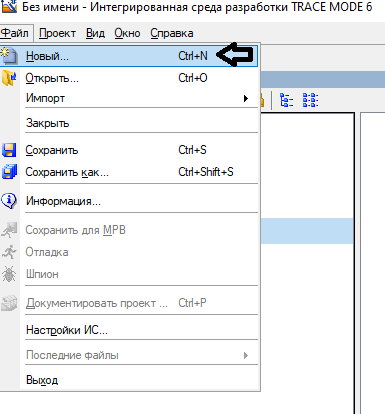 Без имени - Интегрированная среда разработки TRACE MODE 6
Файл Проект Вид Окно Справка
Новый... Ctrl+N
Открыть... Ctrl+O
Импорт
Закрыть
Сохранить Ctrl+S
Сохранить как... Ctrl+Shift+S
Информация...
Сохранить для МРВ
Отладка
Шпион
Документировать проект ... Ctrl+P
Настройки ИС...
Последние файлы
Выход